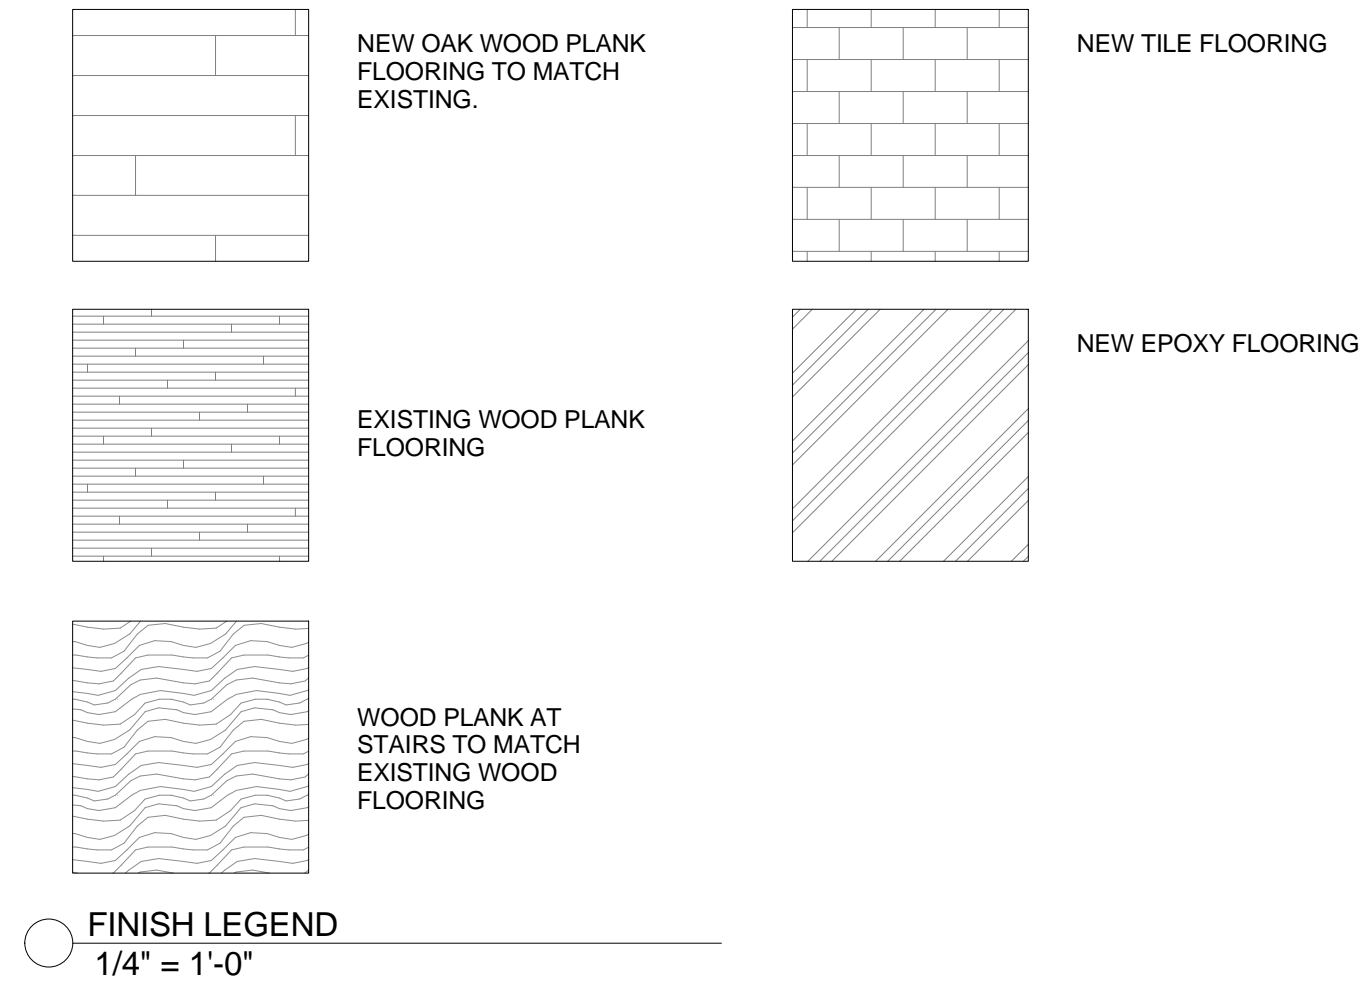 NEW OAK WOOD PLANK
FLOORING TO MATCH
EXISTING.
NEW TILE FLOORING
EXISTING WOOD PLANK
FLOORING
NEW EPOXY FLOORING
WOOD PLANK AT
STAIRS TO MATCH
EXISTING WOOD
FLOORING
FINISH LEGEND
1/4" = 1'-0"